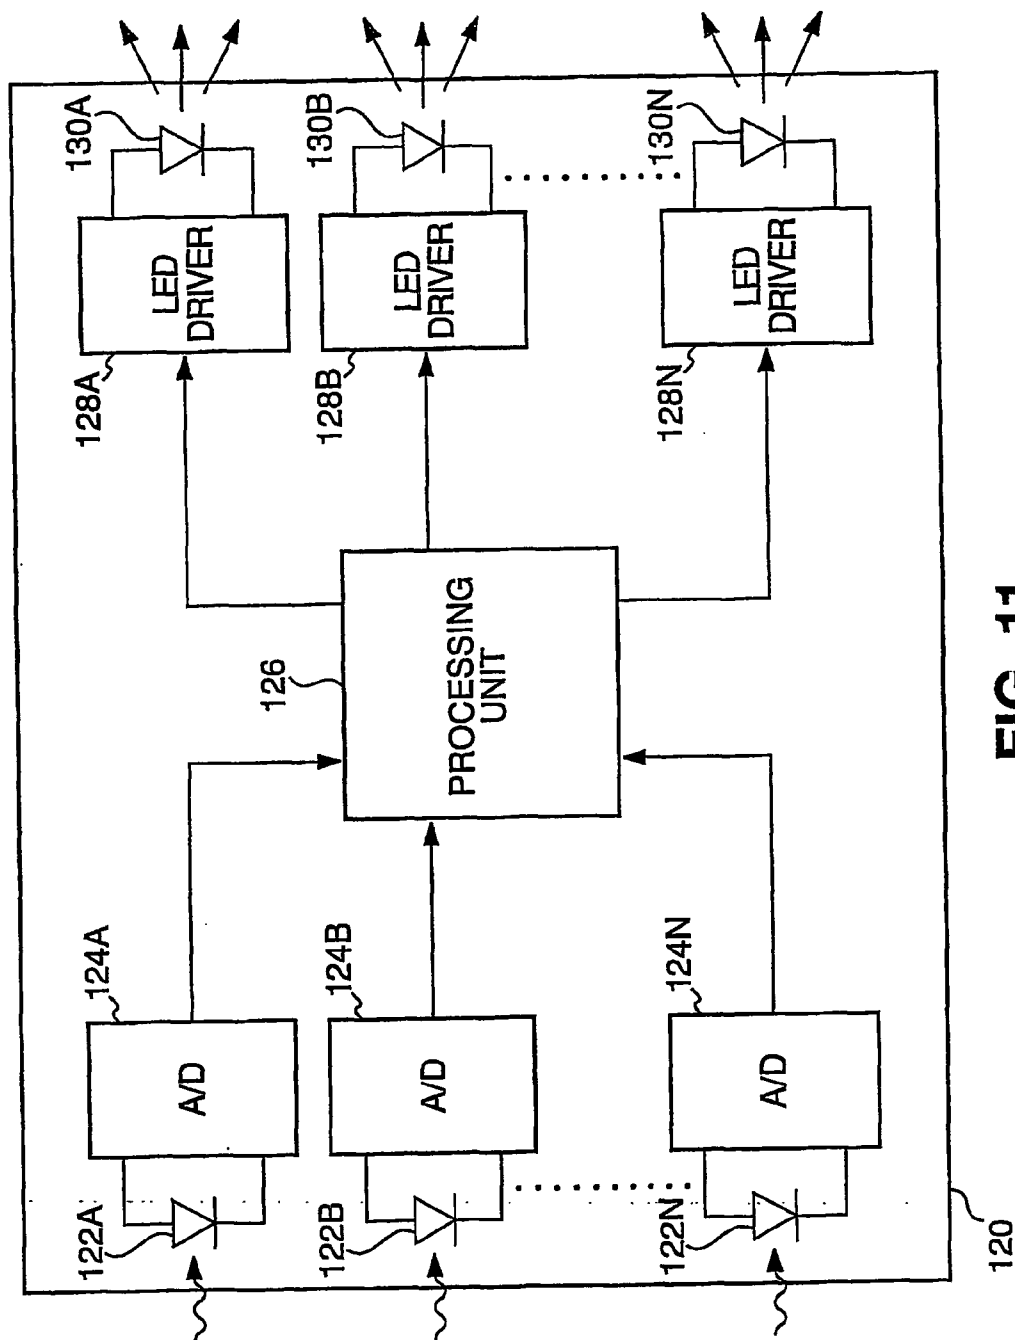 122A
124A
A/D
122B
124B
A/D
122N
124N
A/D
126
PROCESSING
UNIT
128A
LED
DRIVER
130A
128B
LED
DRIVER
130B
128N
LED
DRIVER
130N
120
FIG. 11